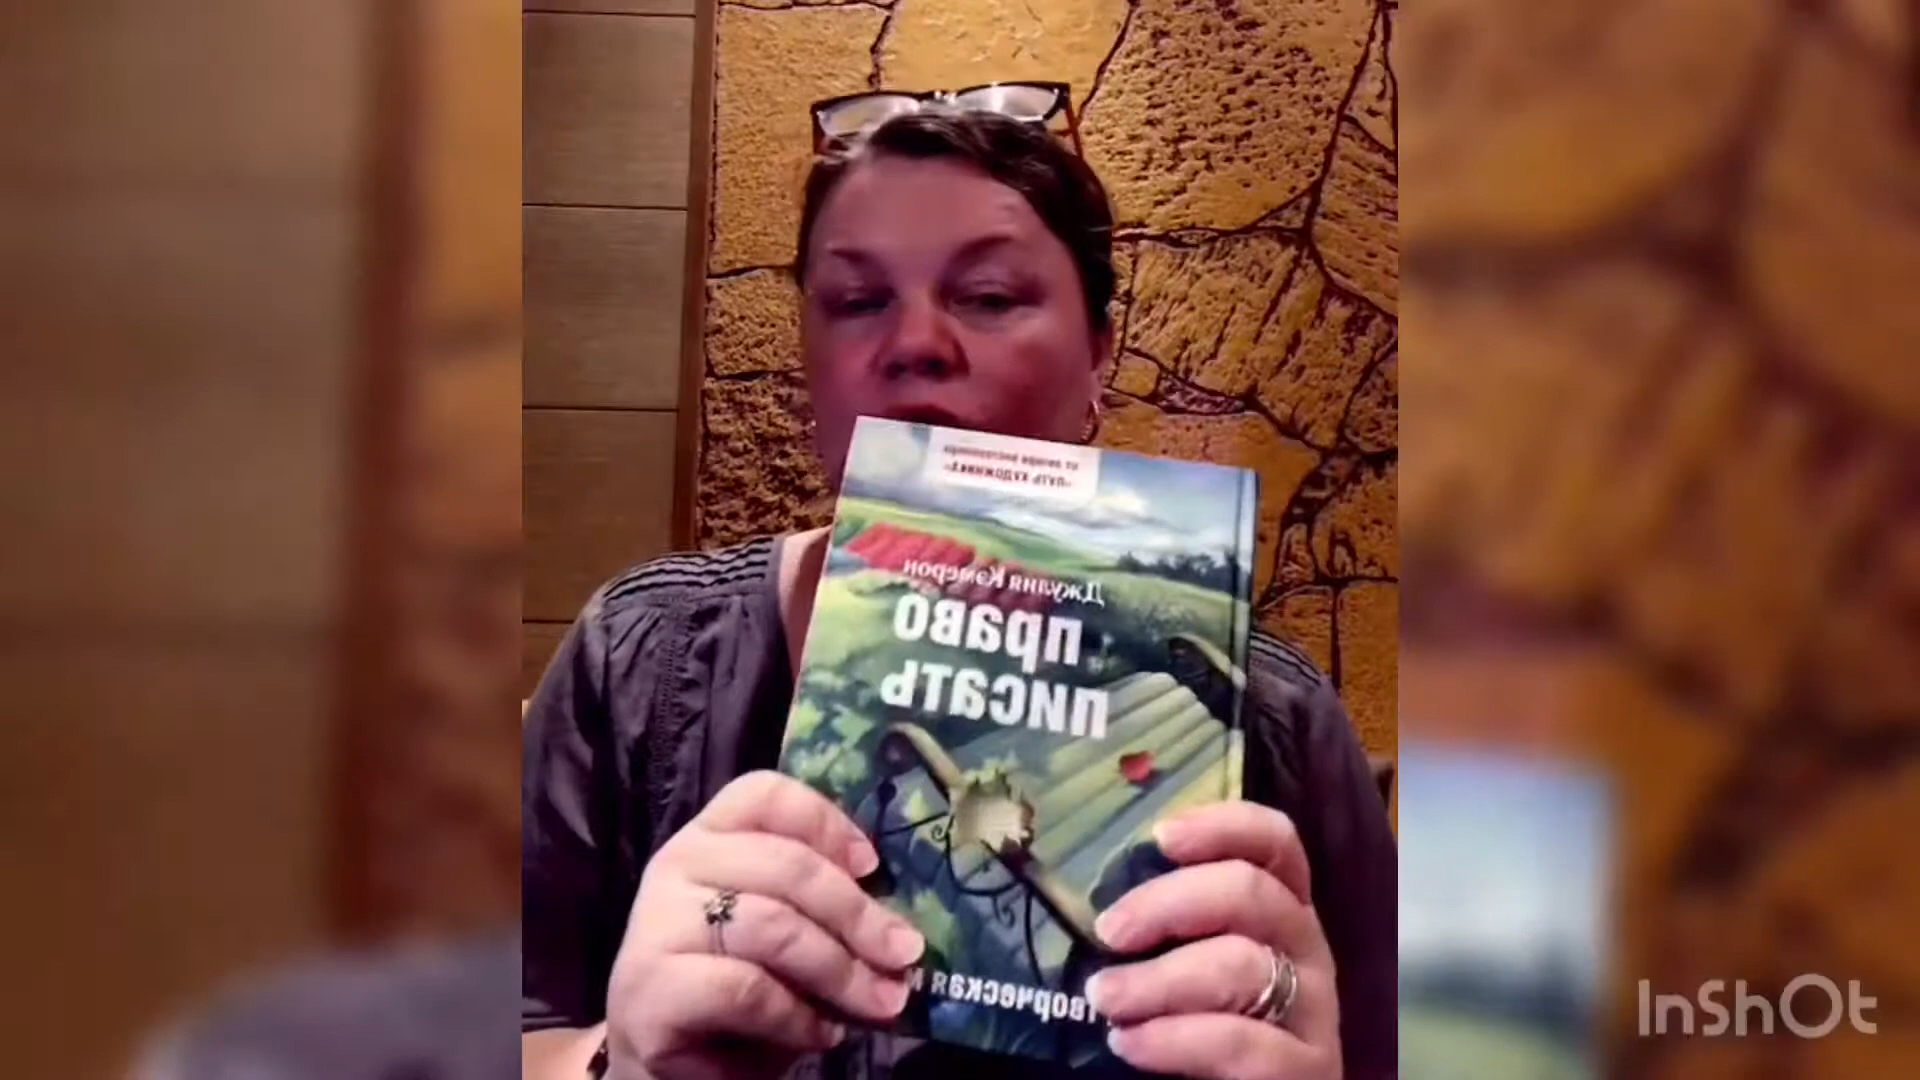 от автора бестселлера
«ПУТЬ ХУДОЖНИКА»
Джулия Кэмерон
право
писать
творческая м
InShOt